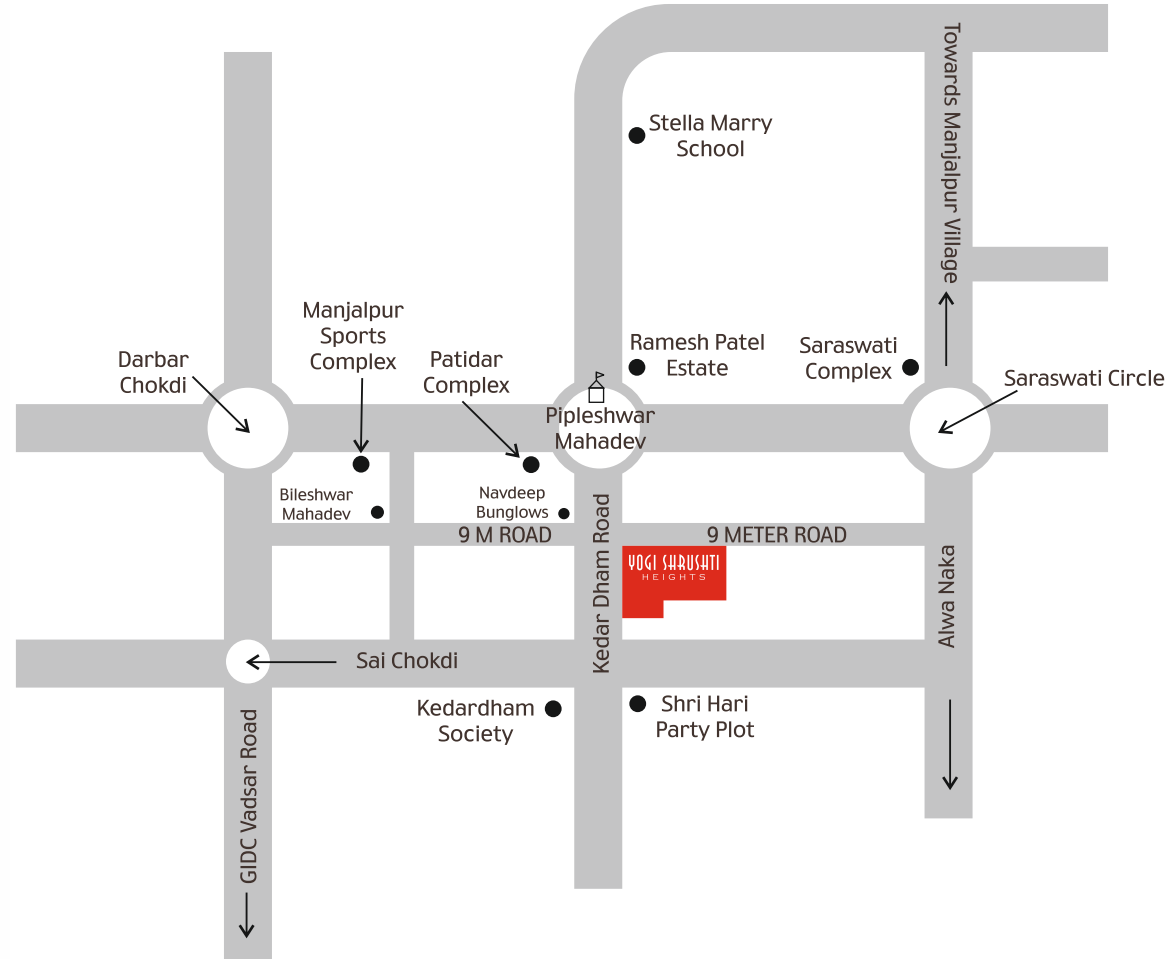 Towards Manjalpur Village
Stella Marry
School
Manjalpur
Sports
Complex
Darbar
Chokdi
Patidar
Complex
Ramesh Patel
Estate
Saraswati
Complex
Saraswati Circle
Pipleshwar
Mahadev
Bileshwar
Mahadev
Navdeep
Bunglows
9 M ROAD
9 METER ROAD
Kedar Dham Road
YOGI SHRUSHTI
HEIGHTS
Alwa Naka
Sai Chokdi
Kedardham
Society
Shri Hari
Party Plot
GIDC Vadsar Road